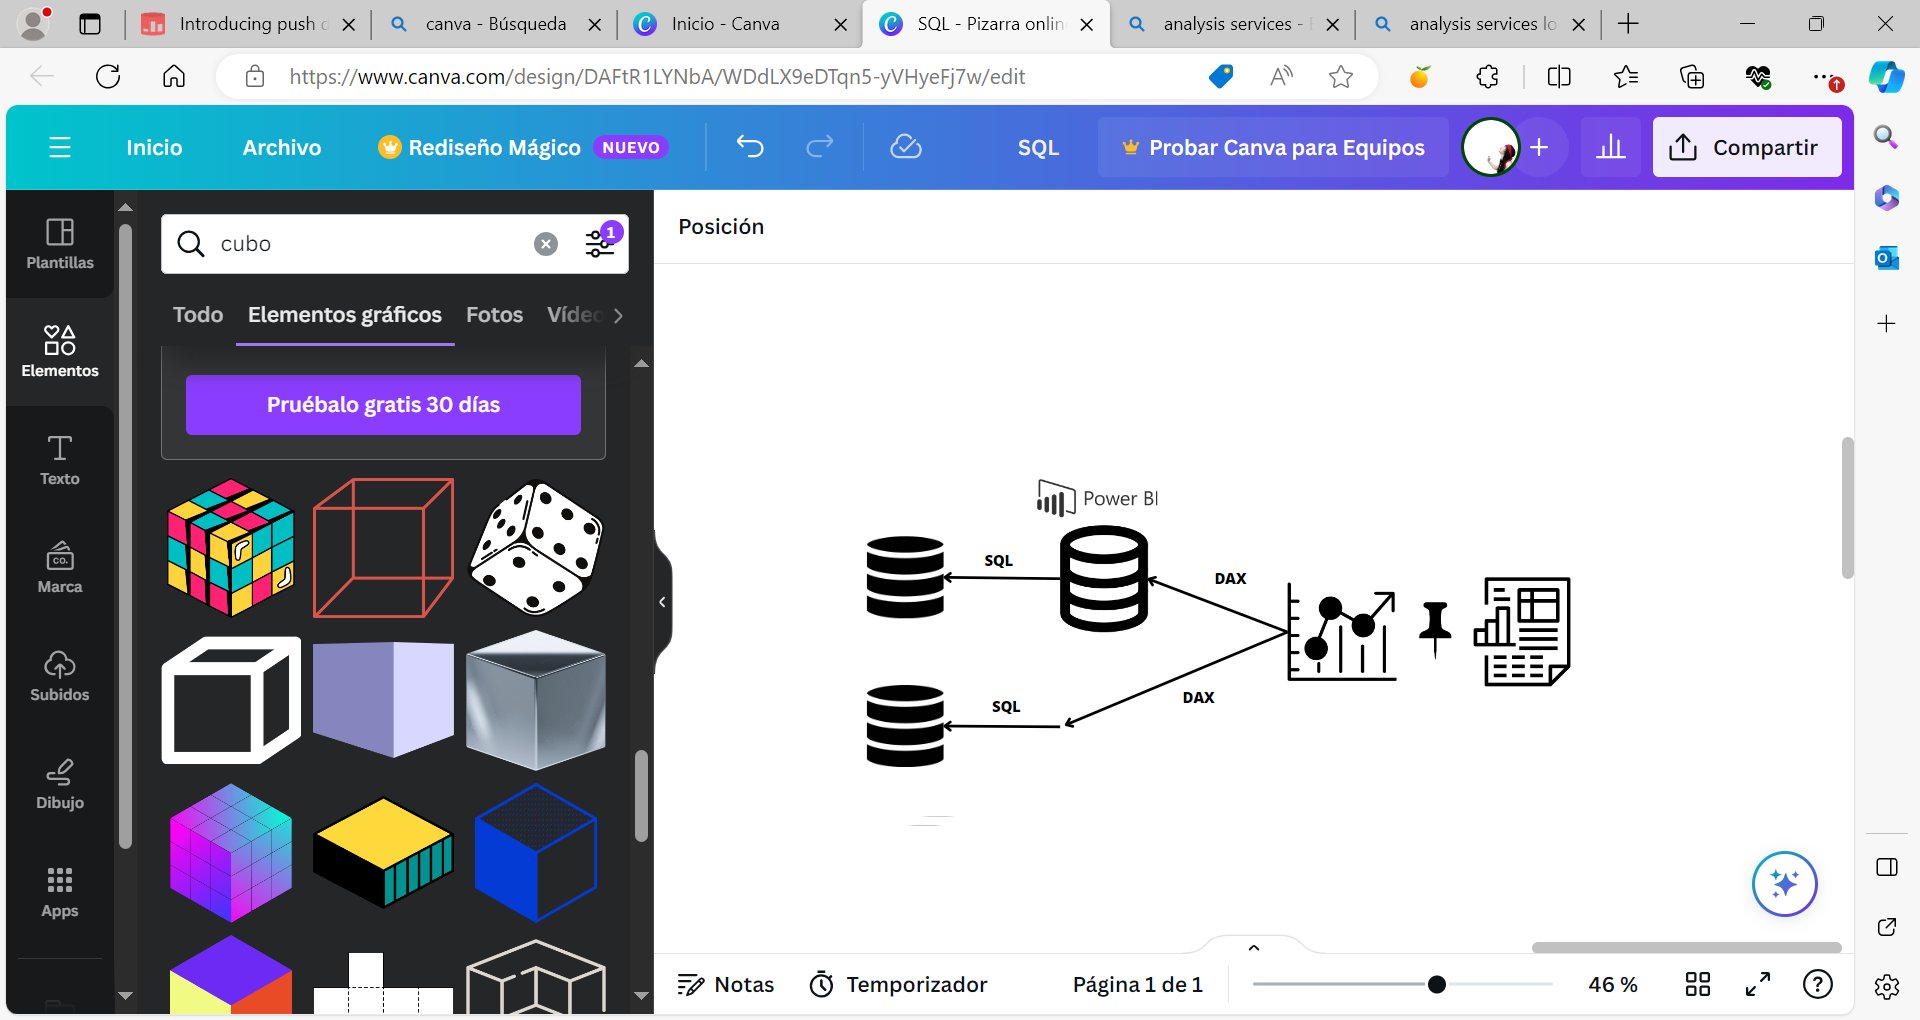 Introducing push d
canva - Búsqueda
Inicio - Canva
SQL - Pizarra onlin
analysis services -
analysis services lo
https://www.canva.com/design/DAFtR1LYNbA/WDdLX9eDTqn5-yVHyeFj7w/edit
Inicio
Archivo
Rediseño Mágico
NUEVO
SQL
Probar Canva para Equipos
Compartir
Plantillas
Elementos
Texto
Marca
CO.
Subidos
Dibujo
Apps
cubo
1
Todo
Elementos gráficos
Fotos
Vídeo
Pruébalo gratis 30 días
Posición
Power BI
SQL
DAX
SQL
DAX
Notas
Temporizador
Página 1 de 1
46 %